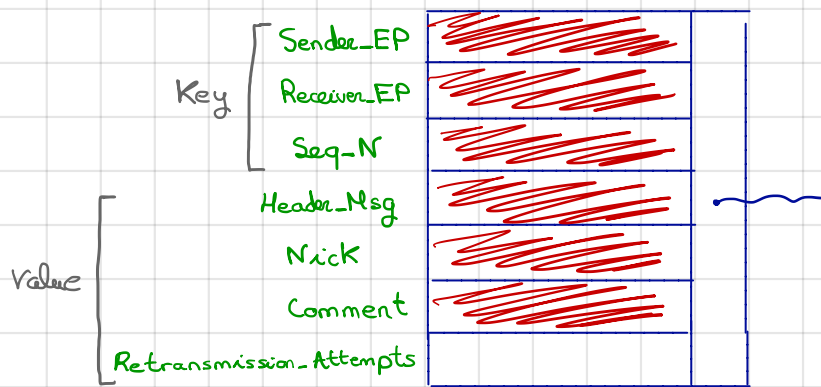 Sender_EP
Key
Receiver_EP
Seq_N
Header_Msg
Nick
Value
Comment
Retransmission_Attempts